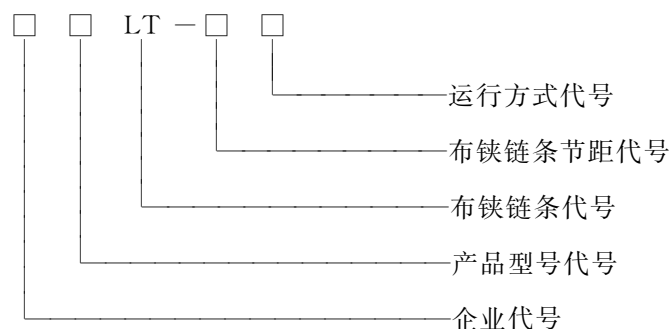 □ □ LT－□ □
运行方式代号
布铗链条节距代号
布铗链条代号
产品型号代号
企业代号